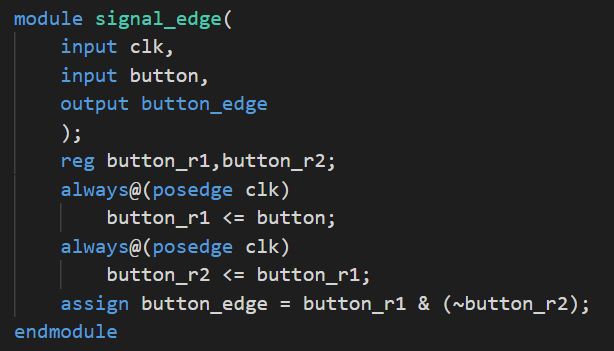 module signal_edge(
    input clk,
    input button,
    output button_edge
    );
    reg button_r1,button_r2;
    always@(posedge clk)
        button_r1 <= button;
    always@(posedge clk)
        button_r2 <= button_r1;
    assign button_edge = button_r1 & (~button_r2);
endmodule